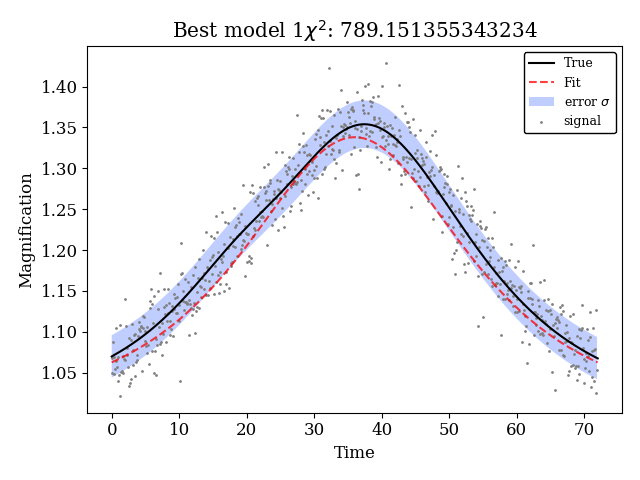 Best model 1χ²: 789.151355343234
Magnification
1.40
1.35
1.30
1.25
1.20
1.15
1.10
1.05
True
Fit
error σ
signal
0 10 20 30 40 50 60 70
Time